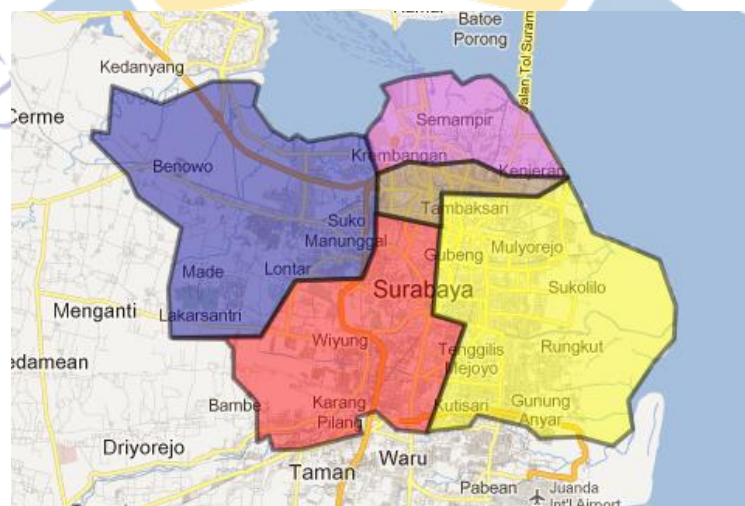 Batoe
Porong
Jalan Tol Suram
Kedanyang
Cerme
Semampir
Krembangan
Kenjeran
Benowo
Tambaksari
Suko
Manunggal
Gubeng
Mulyorejo
Made
Lontar
Surabaya
Sukolilo
Menganti
Lakarsantri
Wiyung
Tenggilis
Mejoyo
Rungkut
edamean
Bambe
Karang
Pilang
Kutisari
Gunung
Anyar
Driyorejo
Taman
Waru
Pabean
Juanda
Int'l Airport